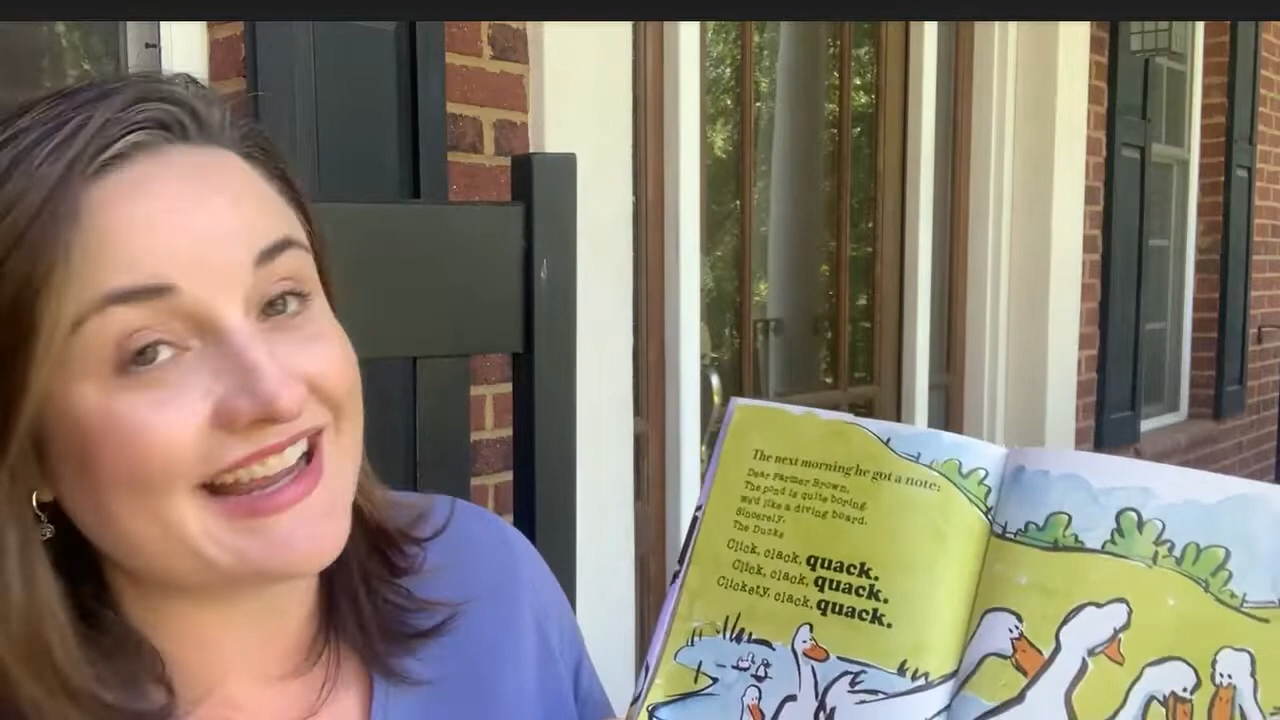 The next morning he got a note:
Dear Farmer Brown,
The pond is quite boring.
We'd like a diving board.
Sincerely,
The Ducks
Click, clack, quack.
Click, clack, quack.
Clickety, clack, quack.